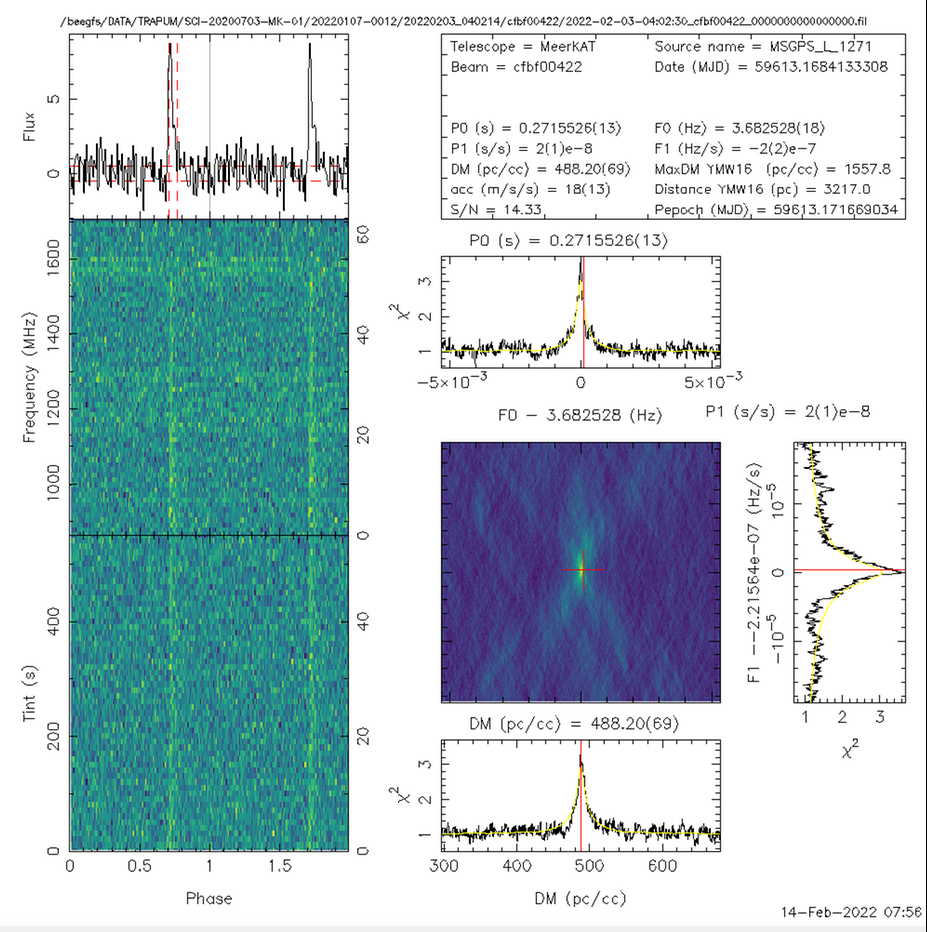 /beegfs/DATA/TRAPUM/SCI-20200703-MK-01/20220107-0012/20220203_040214/cfbf00422/2022-02-03-04:02:30_cfbf00422_0000000000000000.fil
Telescope = MeerKAT Source name = MSGPS_L_1271
Beam = cfbf00422 Date (MJD) = 59613.1684133308
P0 (s) = 0.2715526(13) F0 (Hz) = 3.682528(18)
P1 (s/s) = 2(1)e-8 F1 (Hz/s) = -2(2)e-7
DM (pc/cc) = 488.20(69) MaxDM YMW16 (pc/cc) = 1557.8
acc (m/s/s) = 18(13) Distance YMW16 (pc) = 3217.0
S/N = 14.33 Pepoch (MJD) = 59613.171669034
Flux
5
0
Frequency (MHz)
1600
1400
1200
1000
60
40
20
0
Tint (s)
400
200
0
40
20
0
0 0.5 1 1.5
Phase
P0 (s) = 0.2715526(13)
χ²
3
2
1
−5×10⁻³ 0 5×10⁻³
F0 − 3.682528 (Hz)
P1 (s/s) = 2(1)e-8
F1 −-2.21564e-07 (Hz/s)
10⁻⁵
0
−10⁻⁵
1 2 3
χ²
DM (pc/cc) = 488.20(69)
χ²
3
2
1
300 400 500 600
DM (pc/cc)
14-Feb-2022 07:56